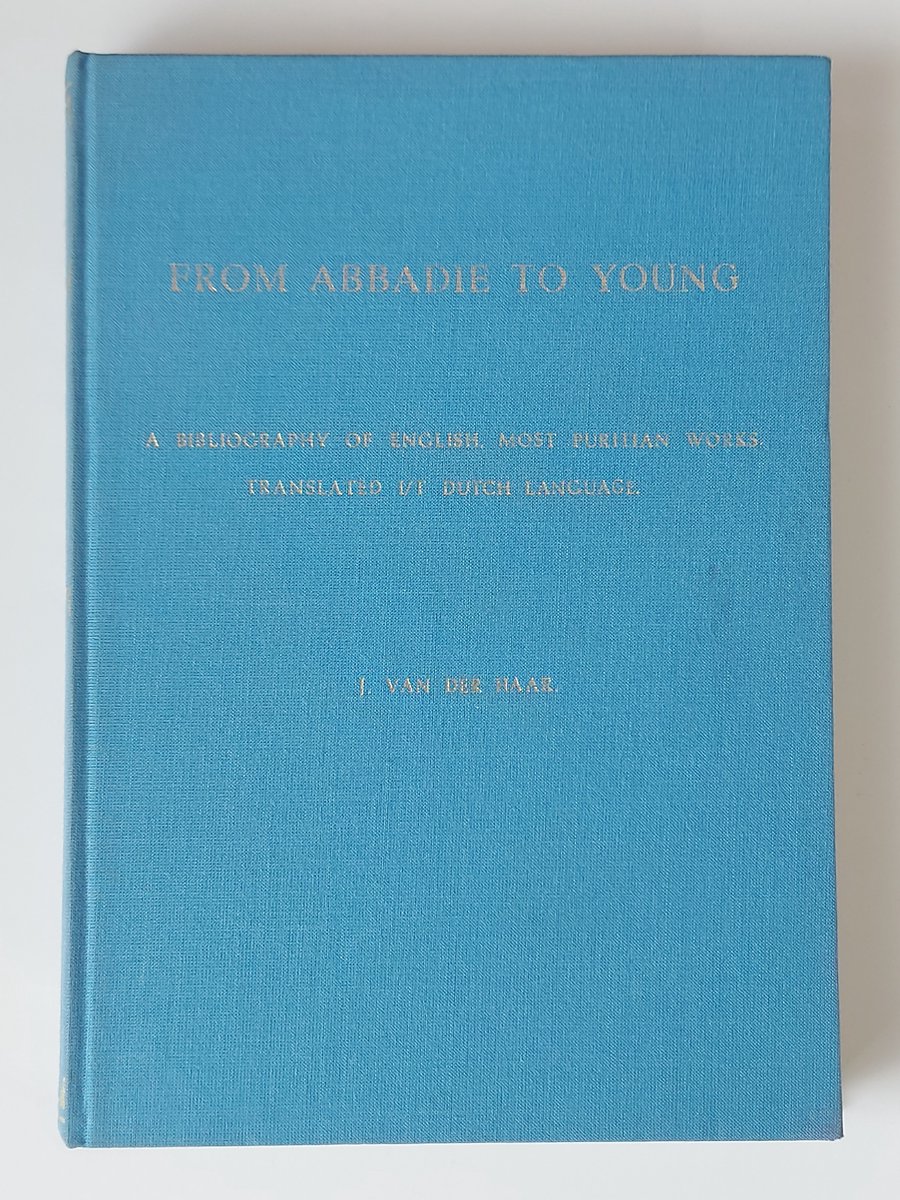 FROM ABBADIE TO YOUNG
A BIBLIOGRAPHY OF ENGLISH, MOST PURITAN WORKS,
TRANSLATED I/T DUTCH LANGUAGE.
J. VAN DER HAAR.